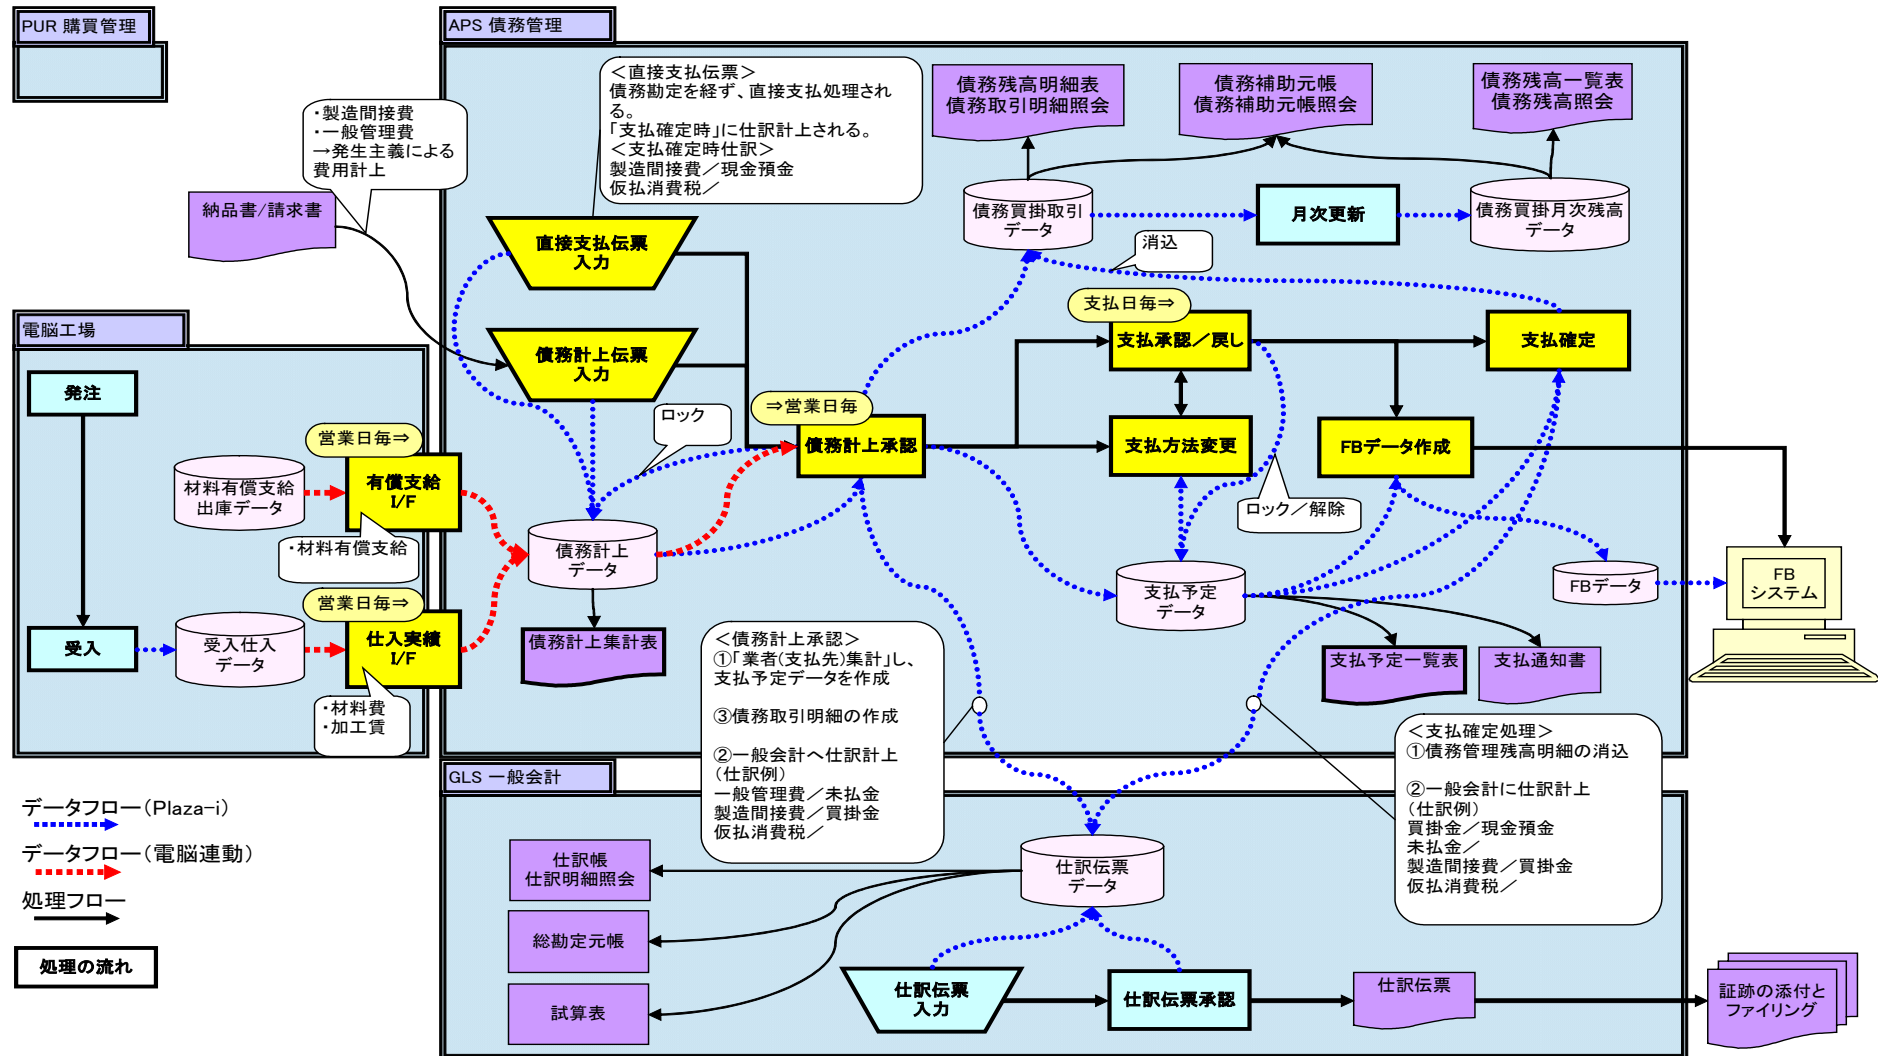 PUR 購買管理
APS 債務管理
・製造間接費
・一般管理費
→発生主義による
費用計上
＜直接支払伝票＞
債務勘定を経ず、直接支払処理され
る。
「支払確定時」に仕訳計上される。
＜支払確定時仕訳＞
製造間接費／現金預金
仮払消費税／
債務残高明細表
債務取引明細照会
債務補助元帳
債務補助元帳照会
債務残高一覧表
債務残高照会
納品書/請求書
債務買掛取引
データ
月次更新
債務買掛月次残高
データ
直接支払伝票
入力
消込
支払日毎⇒
電脳工場
債務計上伝票
入力
支払承認／戻し
支払確定
発注
⇒営業日毎
ロック
営業日毎⇒
債務計上承認
支払方法変更
FBデータ作成
材料有償支給
出庫データ
有償支給
I/F
ロック／解除
・材料有償支給
債務計上
データ
支払予定
データ
FBデータ
FB
システム
営業日毎⇒
受入
受入仕入
データ
仕入実績
I/F
債務計上集計表
＜債務計上承認＞
①「業者(支払先)集計」し、
支払予定データを作成
③債務取引明細の作成
②一般会計へ仕訳計上
(仕訳例)
一般管理費／未払金
製造間接費／買掛金
仮払消費税／
支払予定一覧表
支払通知書
・材料費
・加工賃
＜支払確定処理＞
①債務管理残高明細の消込
②一般会計に仕訳計上
(仕訳例)
買掛金／現金預金
未払金／
製造間接費／買掛金
仮払消費税／
GLS 一般会計
データフロー(Plaza-i)
データフロー(電脳連動)
処理フロー
処理の流れ
仕訳帳
仕訳明細照会
仕訳伝票
データ
総勘定元帳
試算表
仕訳伝票
入力
仕訳伝票承認
仕訳伝票
証跡の添付と
ファイリング